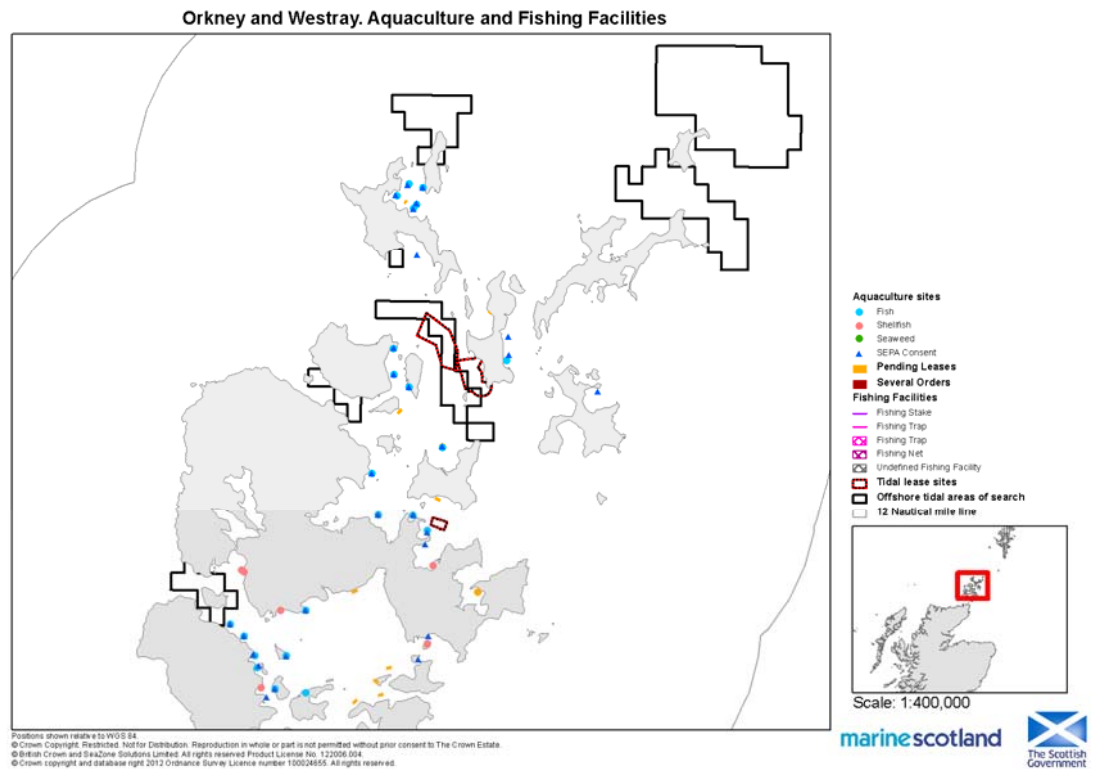 Orkney and Westray. Aquaculture and Fishing Facilities
Aquaculture sites
Fish
Shellfish
Seaweed
SEPA Consent
Pending Leases
Several Orders
Fishing Facilities
Fishing Stake
Fishing Trap
Fishing Trap
Fishing Net
Undefined Fishing Facility
Tidal lease sites
Offshore tidal areas of search
12 Nautical mile line
Scale: 1:400,000
Positions shown relative to WGS 84.
© Crown Copyright. Restricted. Not for Distribution. Reproduction in whole or part is not permitted without prior consent to The Crown Estate.
© British Crown and SeaZone Solutions Limited. All rights reserved Product License No. 122006.004.
© Crown copyright and database right 2012 Ordnance Survey Licence number 100024655. All rights reserved.
marinescotland
The Scottish
Government